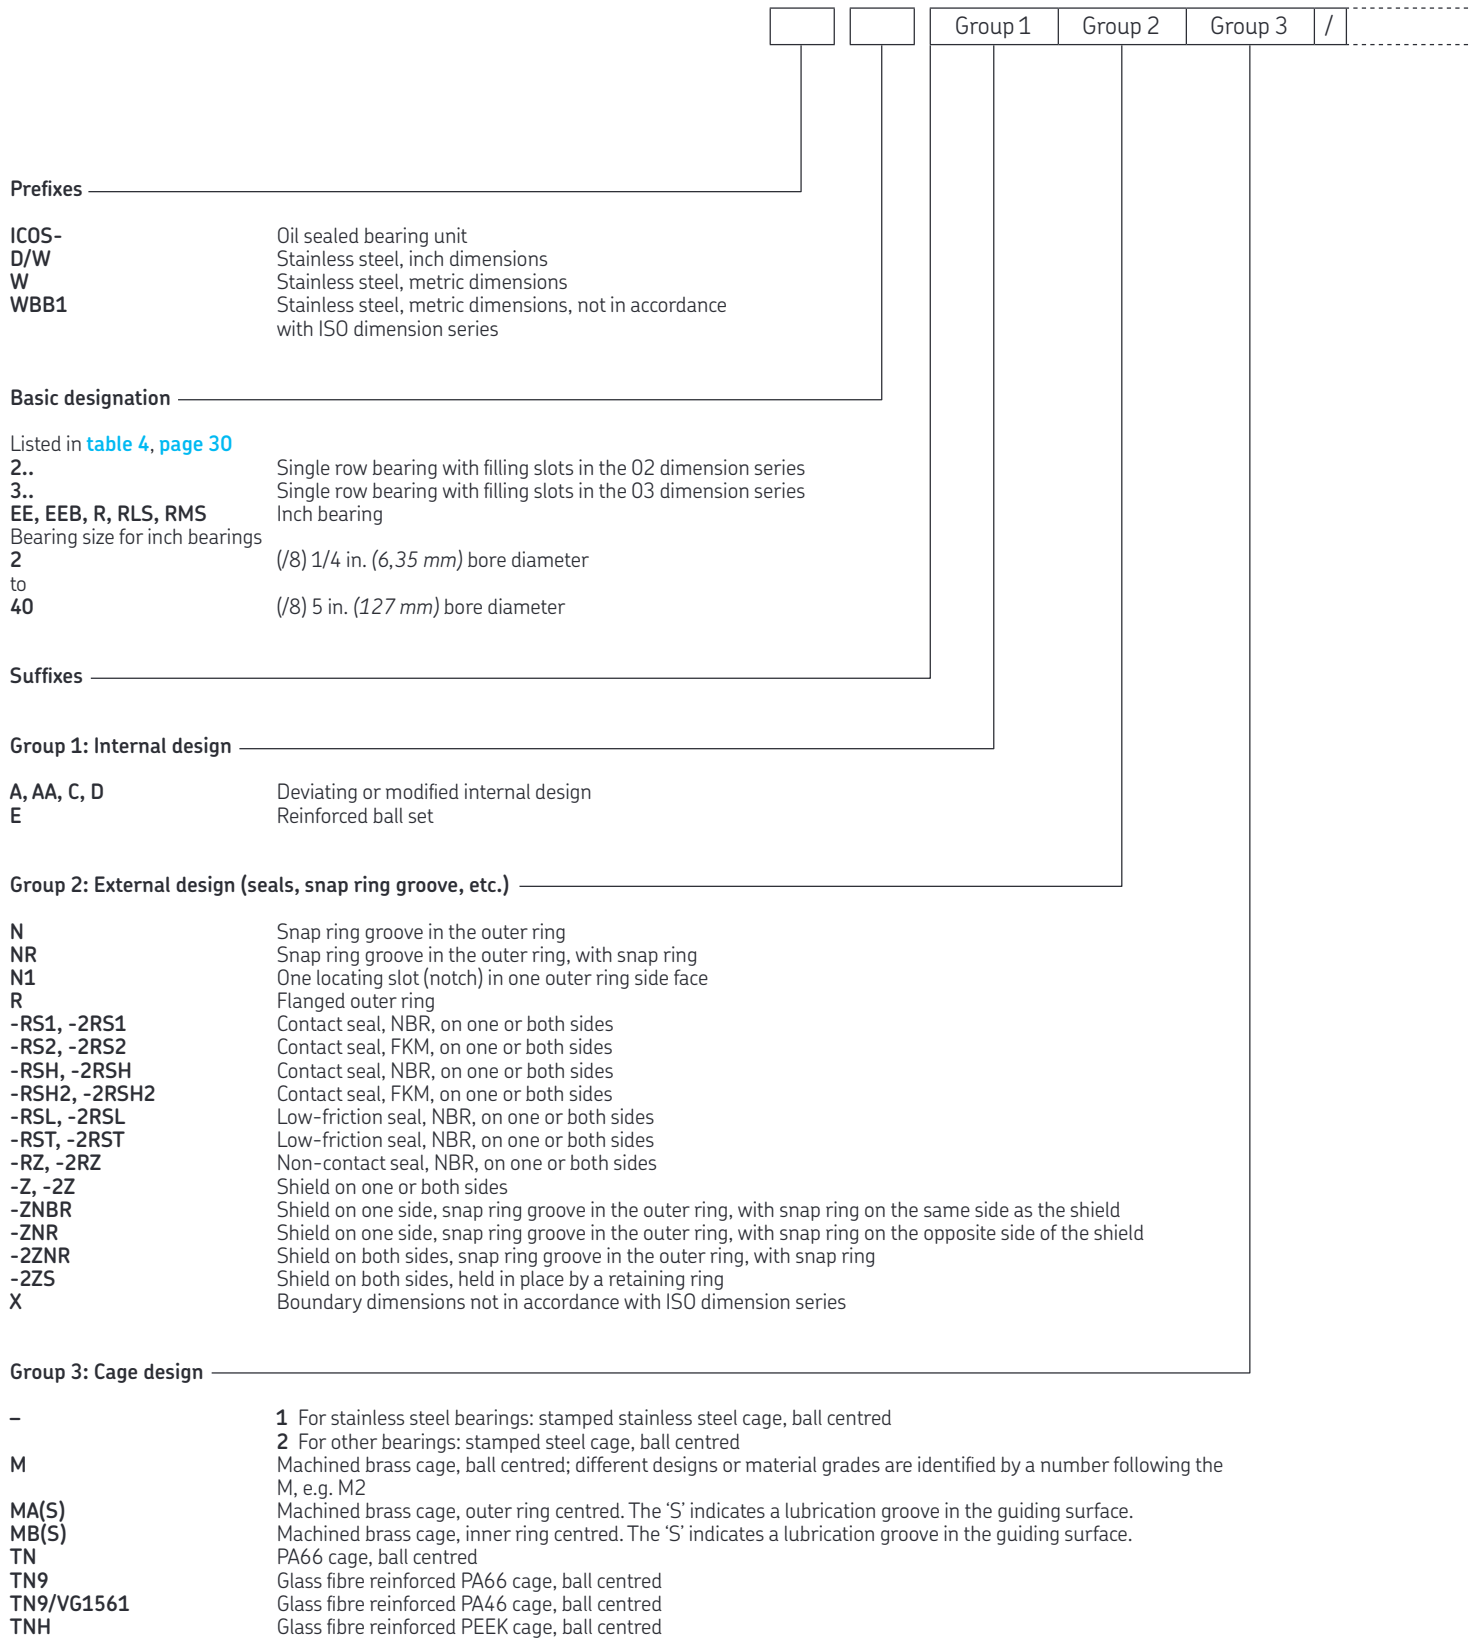 Group 1 Group 2 Group 3 /
Prefixes
ICOS- Oil sealed bearing unit
D/W Stainless steel, inch dimensions
W Stainless steel, metric dimensions
WBB1 Stainless steel, metric dimensions, not in accordance
with ISO dimension series
Basic designation
Listed in table 4, page 30
2.. Single row bearing with filling slots in the 02 dimension series
3.. Single row bearing with filling slots in the 03 dimension series
EE, EEB, R, RLS, RMS Inch bearing
Bearing size for inch bearings
2 (/8) 1/4 in. (6,35 mm) bore diameter
to
40 (/8) 5 in. (127 mm) bore diameter
Suffixes
Group 1: Internal design
A, AA, C, D Deviating or modified internal design
E Reinforced ball set
Group 2: External design (seals, snap ring groove, etc.)
N Snap ring groove in the outer ring
NR Snap ring groove in the outer ring, with snap ring
N1 One locating slot (notch) in one outer ring side face
R Flanged outer ring
-RS1, -2RS1 Contact seal, NBR, on one or both sides
-RS2, -2RS2 Contact seal, FKM, on one or both sides
-RSH, -2RSH Contact seal, NBR, on one or both sides
-RSH2, -2RSH2 Contact seal, FKM, on one or both sides
-RSL, -2RSL Low-friction seal, NBR, on one or both sides
-RST, -2RST Low-friction seal, NBR, on one or both sides
-RZ, -2RZ Non-contact seal, NBR, on one or both sides
-Z, -2Z Shield on one or both sides
-ZNBR Shield on one side, snap ring groove in the outer ring, with snap ring on the same side as the shield
-ZNR Shield on one side, snap ring groove in the outer ring, with snap ring on the opposite side of the shield
-2ZNR Shield on both sides, snap ring groove in the outer ring, with snap ring
-2ZS Shield on both sides, held in place by a retaining ring
X Boundary dimensions not in accordance with ISO dimension series
Group 3: Cage design
– 1 For stainless steel bearings: stamped stainless steel cage, ball centred
2 For other bearings: stamped steel cage, ball centred
M Machined brass cage, ball centred; different designs or material grades are identified by a number following the
M, e.g. M2
MA(S) Machined brass cage, outer ring centred. The ‘S’ indicates a lubrication groove in the guiding surface.
MB(S) Machined brass cage, inner ring centred. The ‘S’ indicates a lubrication groove in the guiding surface.
TN PA66 cage, ball centred
TN9 Glass fibre reinforced PA66 cage, ball centred
TN9/VG1561 Glass fibre reinforced PA46 cage, ball centred
TNH Glass fibre reinforced PEEK cage, ball centred